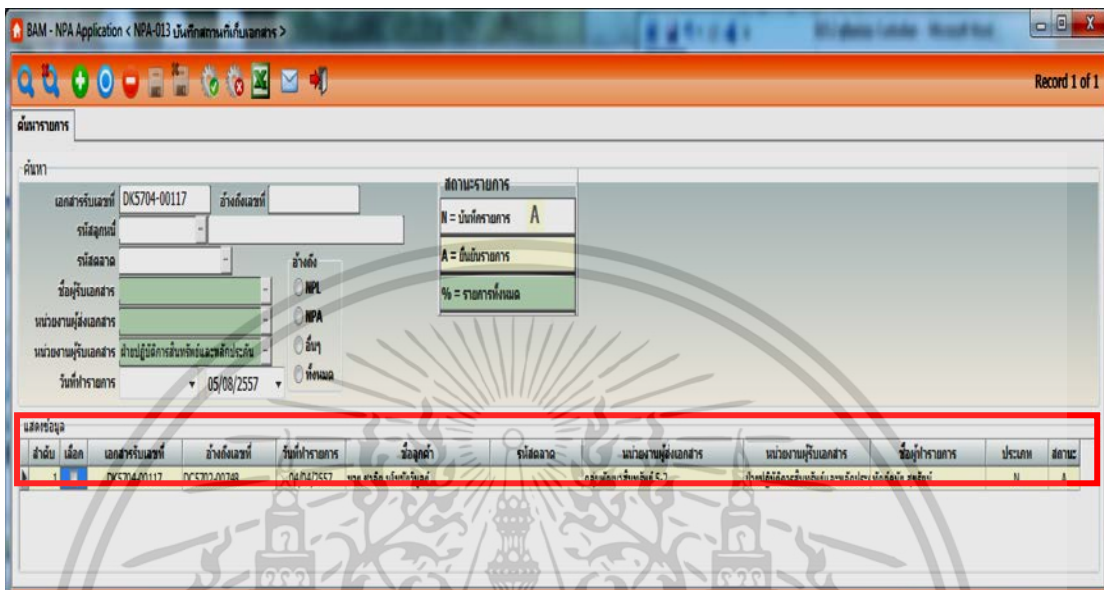 BAM - NPA Application < NPA-013 บันทึกสถานที่เก็บเอกสาร >
Record 1 of 1
ค้นหารายการ
ค้นหา
เอกสารรับเลขที่ DK5704-00117 อ้างถึงเลขที่
รหัสลูกหนี้
รหัสตลาด
ชื่อผู้รับเอกสาร
หน่วยงานผู้ส่งเอกสาร
หน่วยงานผู้รับเอกสาร ฝ่ายปฏิบัติการสินทรัพย์และหลักประกัน
วันที่ทำรายการ 05/08/2557
อ้างถึง
NPL
NPA
อื่นๆ
ทั้งหมด
สถานะรายการ
N = บันทึกรายการ A
A = ยืนยันรายการ
% = รายการทั้งหมด
แสดงข้อมูล
ลำดับ เลือก เอกสารรับเลขที่ อ้างถึงเลขที่ วันที่ทำรายการ ชื่อลูกค้า รหัสตลาด หน่วยงานผู้ส่งเอกสาร หน่วยงานผู้รับเอกสาร ชื่อผู้ทำรายการ ประเภท สถานะ
1 DK5704-00117 DC5702-00748 04/04/2557 N A